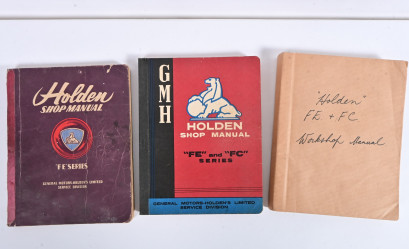 Holden
SHOP MANUAL
"FE" SERIES
GENERAL MOTORS-HOLDEN'S LIMITED
SERVICE DIVISION
GMH
HOLDEN
SHOP MANUAL
"FE" and "FC"
SERIES
GENERAL MOTORS-HOLDEN'S LIMITED
SERVICE DIVISION
"Holden"
FE + FC
Workshop Manual